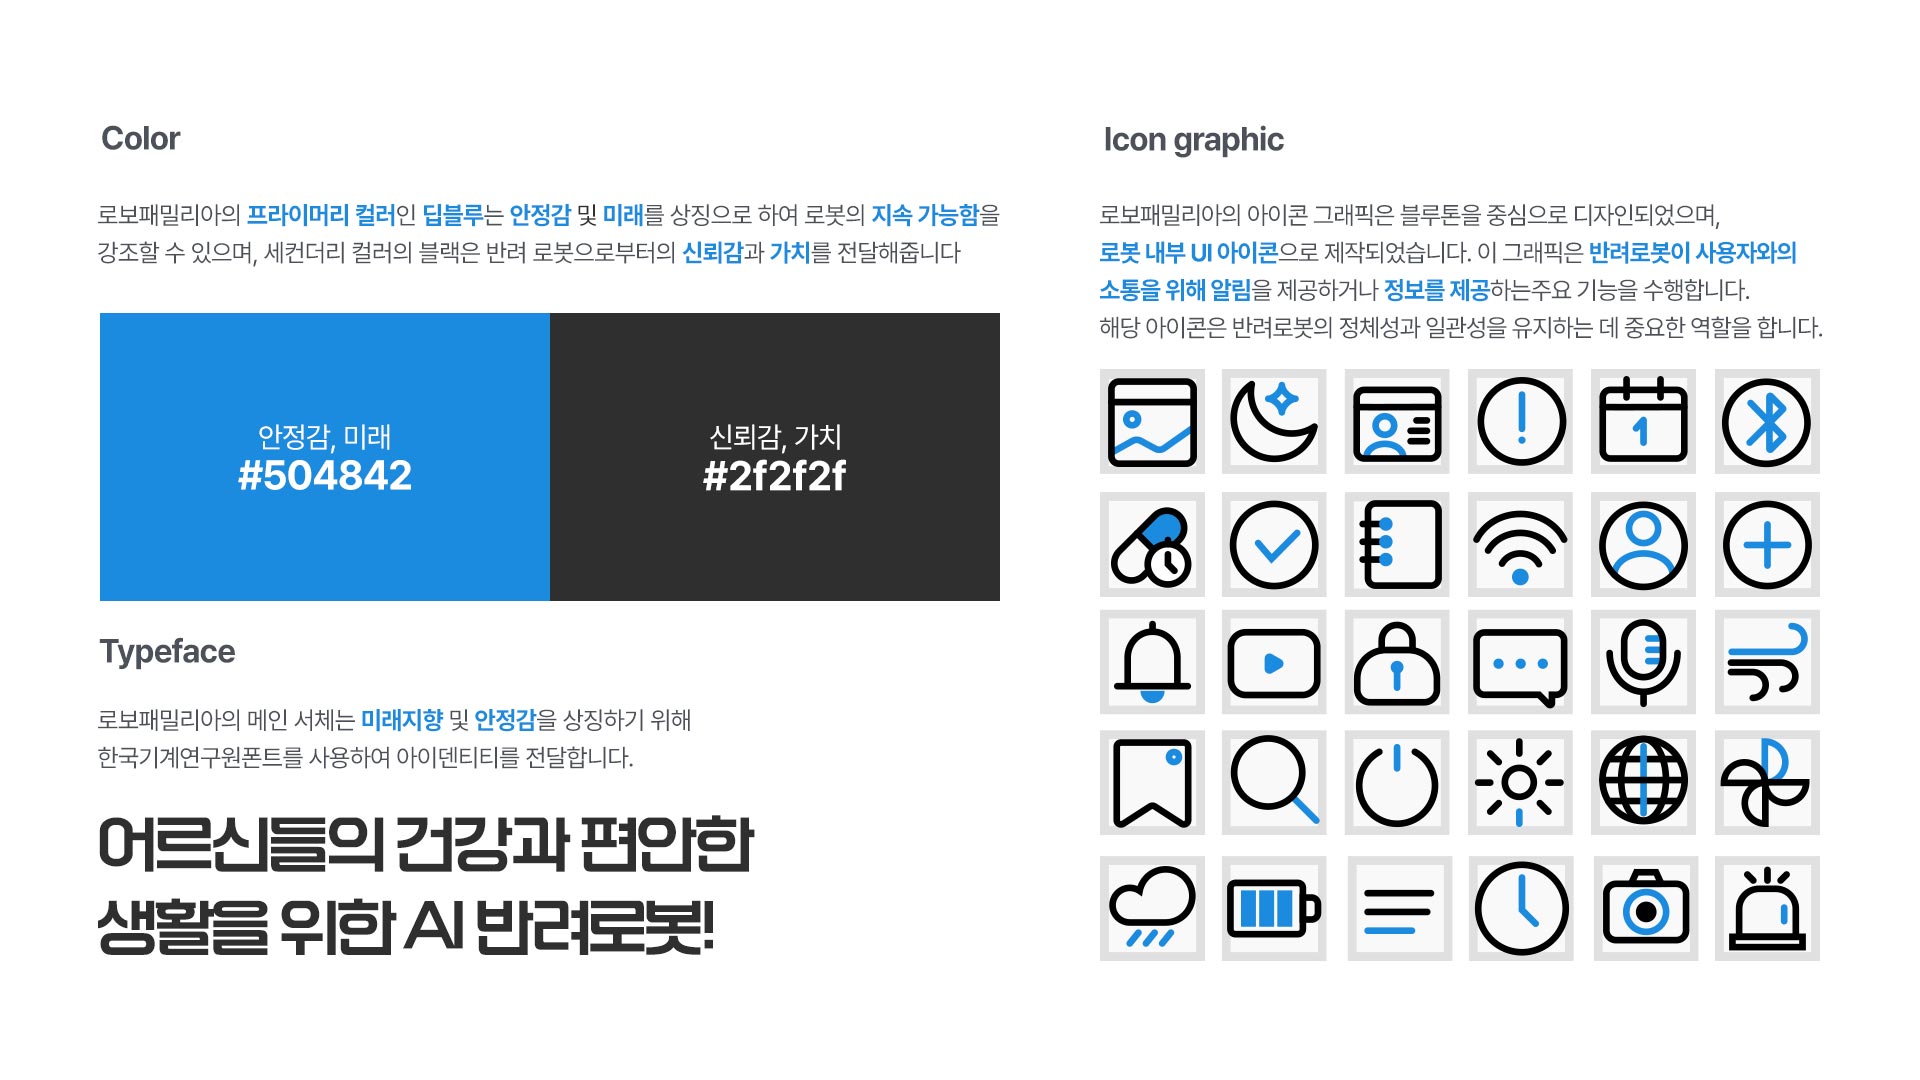 Color
로보패밀리아의 프라이머리 컬러인 딥블루는 안정감 및 미래를 상징으로 하여 로봇의 지속 가능함을
강조할 수 있으며, 세컨더리 컬러의 블랙은 반려 로봇으로부터의 신뢰감과 가치를 전달해줍니다
안정감, 미래
#504842
신뢰감, 가치
#2f2f2f
Typeface
로보패밀리아의 메인 서체는 미래지향 및 안정감을 상징하기 위해
한국기계연구원폰트를 사용하여 아이덴티티를 전달합니다.
어르신들의 건강과 편안한
생활을 위한 AI 반려로봇!
Icon graphic
로보패밀리아의 아이콘 그래픽은 블루톤을 중심으로 디자인되었으며,
로봇 내부 UI 아이콘으로 제작되었습니다. 이 그래픽은 반려로봇이 사용자와의
소통을 위해 알림을 제공하거나 정보를 제공하는주요 기능을 수행합니다.
해당 아이콘은 반려로봇의 정체성과 일관성을 유지하는 데 중요한 역할을 합니다.
1